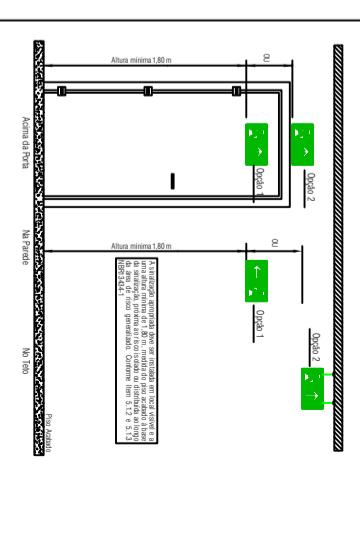 Altura mínima 1,80 m
OU
Opção 2
Opção 1
Acima da Porta
Altura mínima 1,80 m
OU
Opção 1
Opção 2
Na Parede
No Teto
Piso Acabado
A sinalização apropriada deve ser instalada em local visível e a
uma altura mínima de 1,80 m, medida do piso acabado à base
da sinalização, próxima ao risco isolado ou distribuída ao longo
da área de risco generalizado. Conforme item 5.1.2 e 5.1.3
NBR13434-1